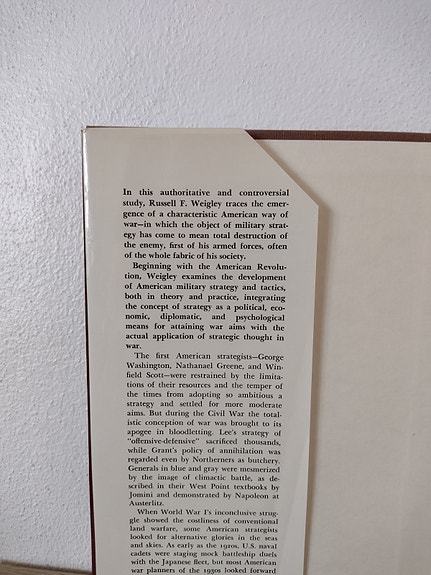 In this authoritative and controversial
study, Russell F. Weigley traces the emer-
gence of a characteristic American way of
war—in which the object of military strat-
egy has come to mean total destruction of
the enemy, first of his armed forces, often
of the whole fabric of his society.
Beginning with the American Revolu-
tion, Weigley examines the development
of American military strategy and tactics,
both in theory and practice, integrating
the concept of strategy as a political, eco-
nomic, diplomatic, and psychological
means for attaining war aims with the
actual application of strategic thought in
war.
The first American strategists—George
Washington, Nathanael Greene, and Win-
field Scott—were restrained by the limita-
tions of their resources and the temper of
the times from adopting so ambitious a
strategy and settled for more moderate
aims. But during the Civil War the total-
istic conception of war was brought to its
apogee in bloodletting. Lee's strategy of
"offensive-defensive" sacrificed thousands,
while Grant's policy of annihilation was
regarded even by Northerners as butchery.
Generals in blue and gray were mesmerized
by the image of climactic battle, as de-
scribed in their West Point textbooks by
Jomini and demonstrated by Napoleon at
Austerlitz.
When World War I's inconclusive strug-
gle showed the costliness of conventional
land warfare, some American strategists
looked for alternative glories in the seas
and skies. As early as the 1920s, U.S. naval
cadets were staging mock battleship duels
with the Japanese fleet, but most American
war planners of the 1930s looked forward